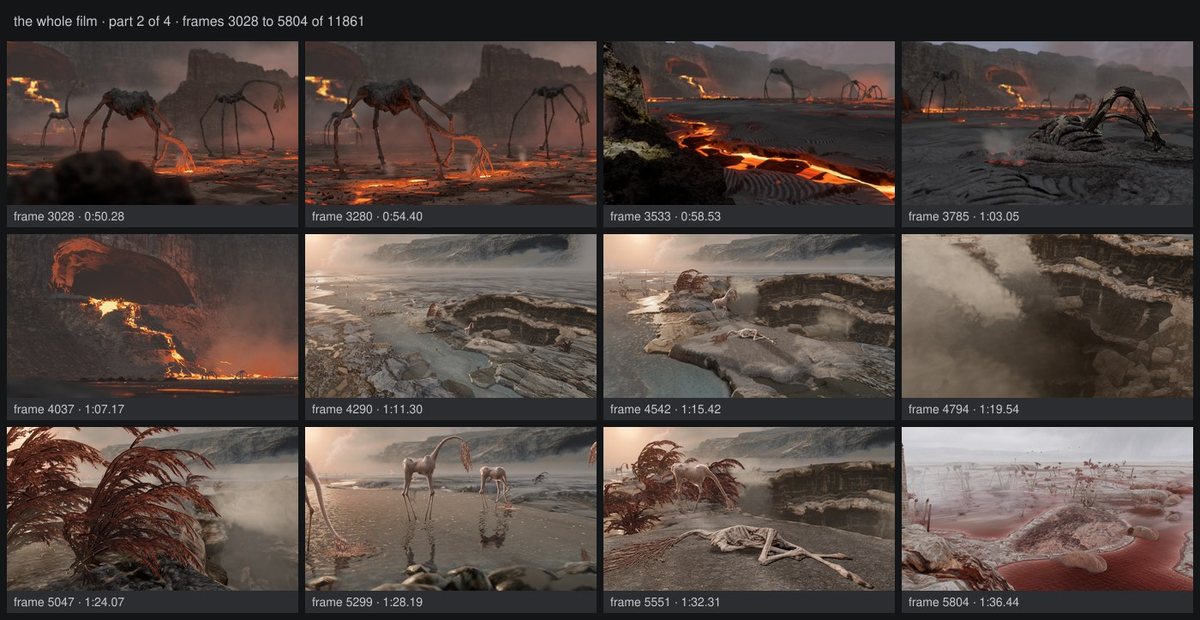 the whole film · part 2 of 4 · frames 3028 to 5804 of 11861
frame 3028 · 0:50.28
frame 3280 · 0:54.40
frame 3533 · 0:58.53
frame 3785 · 1:03.05
frame 4037 · 1:07.17
frame 4290 · 1:11.30
frame 4542 · 1:15.42
frame 4794 · 1:19.54
frame 5047 · 1:24.07
frame 5299 · 1:28.19
frame 5551 · 1:32.31
frame 5804 · 1:36.44